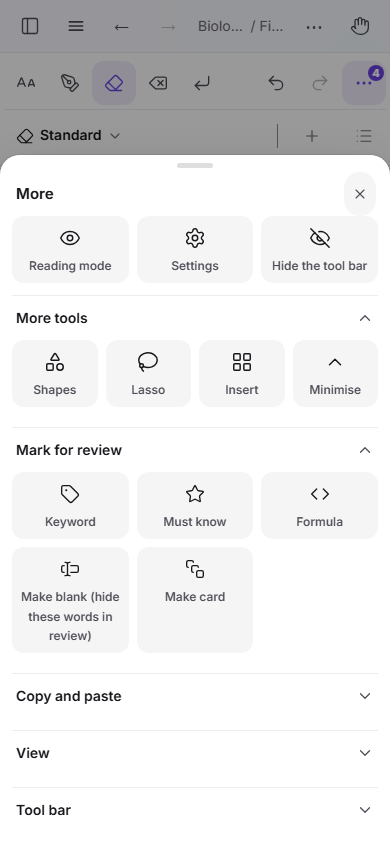 Biolo... / Fi...
AA
4
Standard
More
Reading mode
Settings
Hide the tool bar
More tools
Shapes
Lasso
Insert
Minimise
Mark for review
Keyword
Must know
Formula
Make blank (hide
these words in
review)
Make card
Copy and paste
View
Tool bar